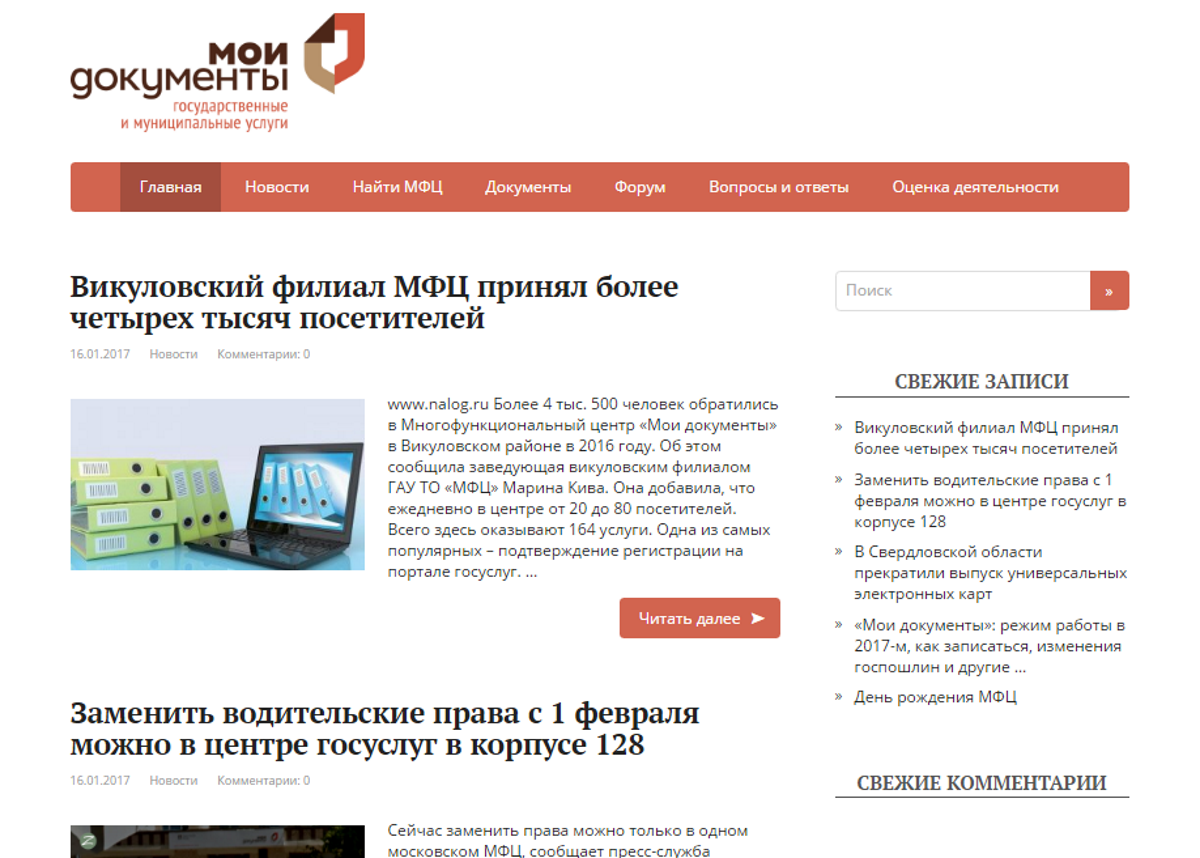 мои
документы
государственные
и муниципальные услуги
Главная Новости Найти МФЦ Документы Форум Вопросы и ответы Оценка деятельности
Викуловский филиал МФЦ принял более
четырех тысяч посетителей
16.01.2017 Новости Комментарии: 0
www.nalog.ru Более 4 тыс. 500 человек обратились
в Многофункциональный центр «Мои документы»
в Викуловском районе в 2016 году. Об этом
сообщила заведующая викуловским филиалом
ГАУ ТО «МФЦ» Марина Кива. Она добавила, что
ежедневно в центре от 20 до 80 посетителей.
Всего здесь оказывают 164 услуги. Одна из самых
популярных – подтверждение регистрации на
портале госуслуг. ...
Читать далее ➤
Заменить водительские права с 1 февраля
можно в центре госуслуг в корпусе 128
16.01.2017 Новости Комментарии: 0
Сейчас заменить права можно только в одном
московском МФЦ, сообщает пресс-служба
Поиск »
СВЕЖИЕ ЗАПИСИ
» Викуловский филиал МФЦ принял
более четырех тысяч посетителей
» Заменить водительские права с 1
февраля можно в центре госуслуг в
корпусе 128
» В Свердловской области
прекратили выпуск универсальных
электронных карт
» «Мои документы»: режим работы в
2017-м, как записаться, изменения
госпошлин и другие ...
» День рождения МФЦ
СВЕЖИЕ КОММЕНТАРИИ